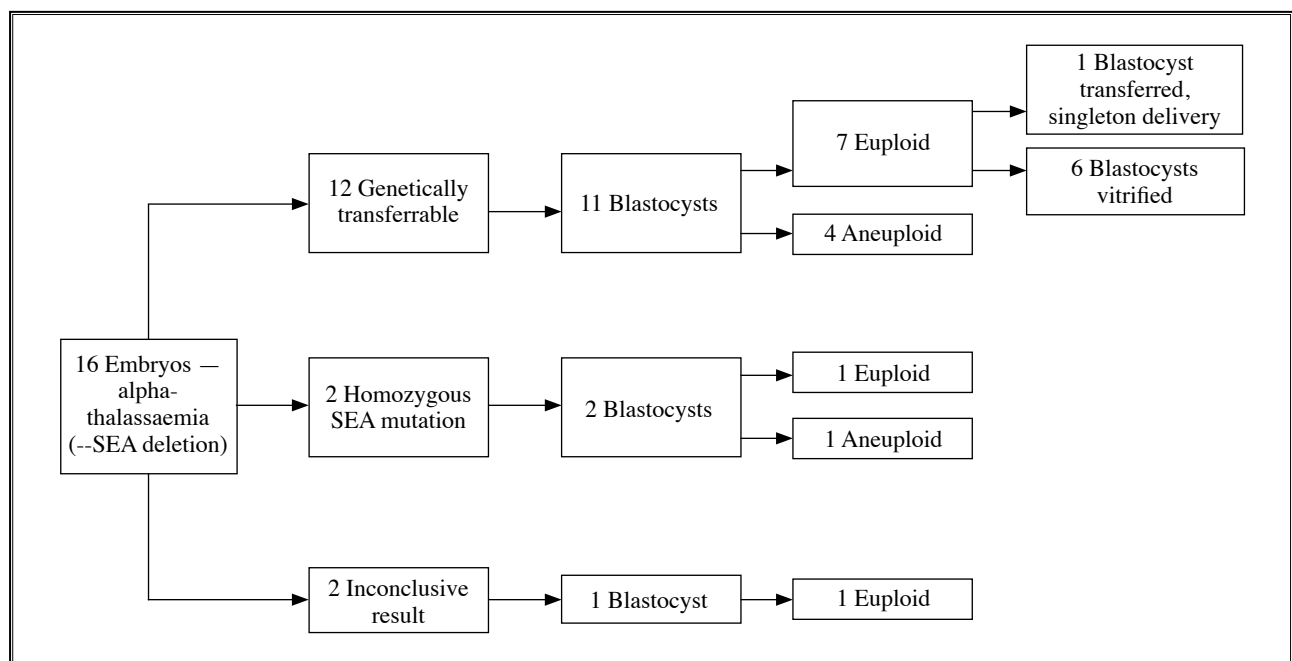 1 Blastocyst
transferred,
singleton delivery
7 Euploid
12 Genetically
transferrable
11 Blastocysts
6 Blastocysts
vitrified
4 Aneuploid
16 Embryos —
alpha-
thalassaemia
(--SEA deletion)
2 Homozygous
SEA mutation
2 Blastocysts
1 Euploid
1 Aneuploid
2 Inconclusive
result
1 Blastocyst
1 Euploid